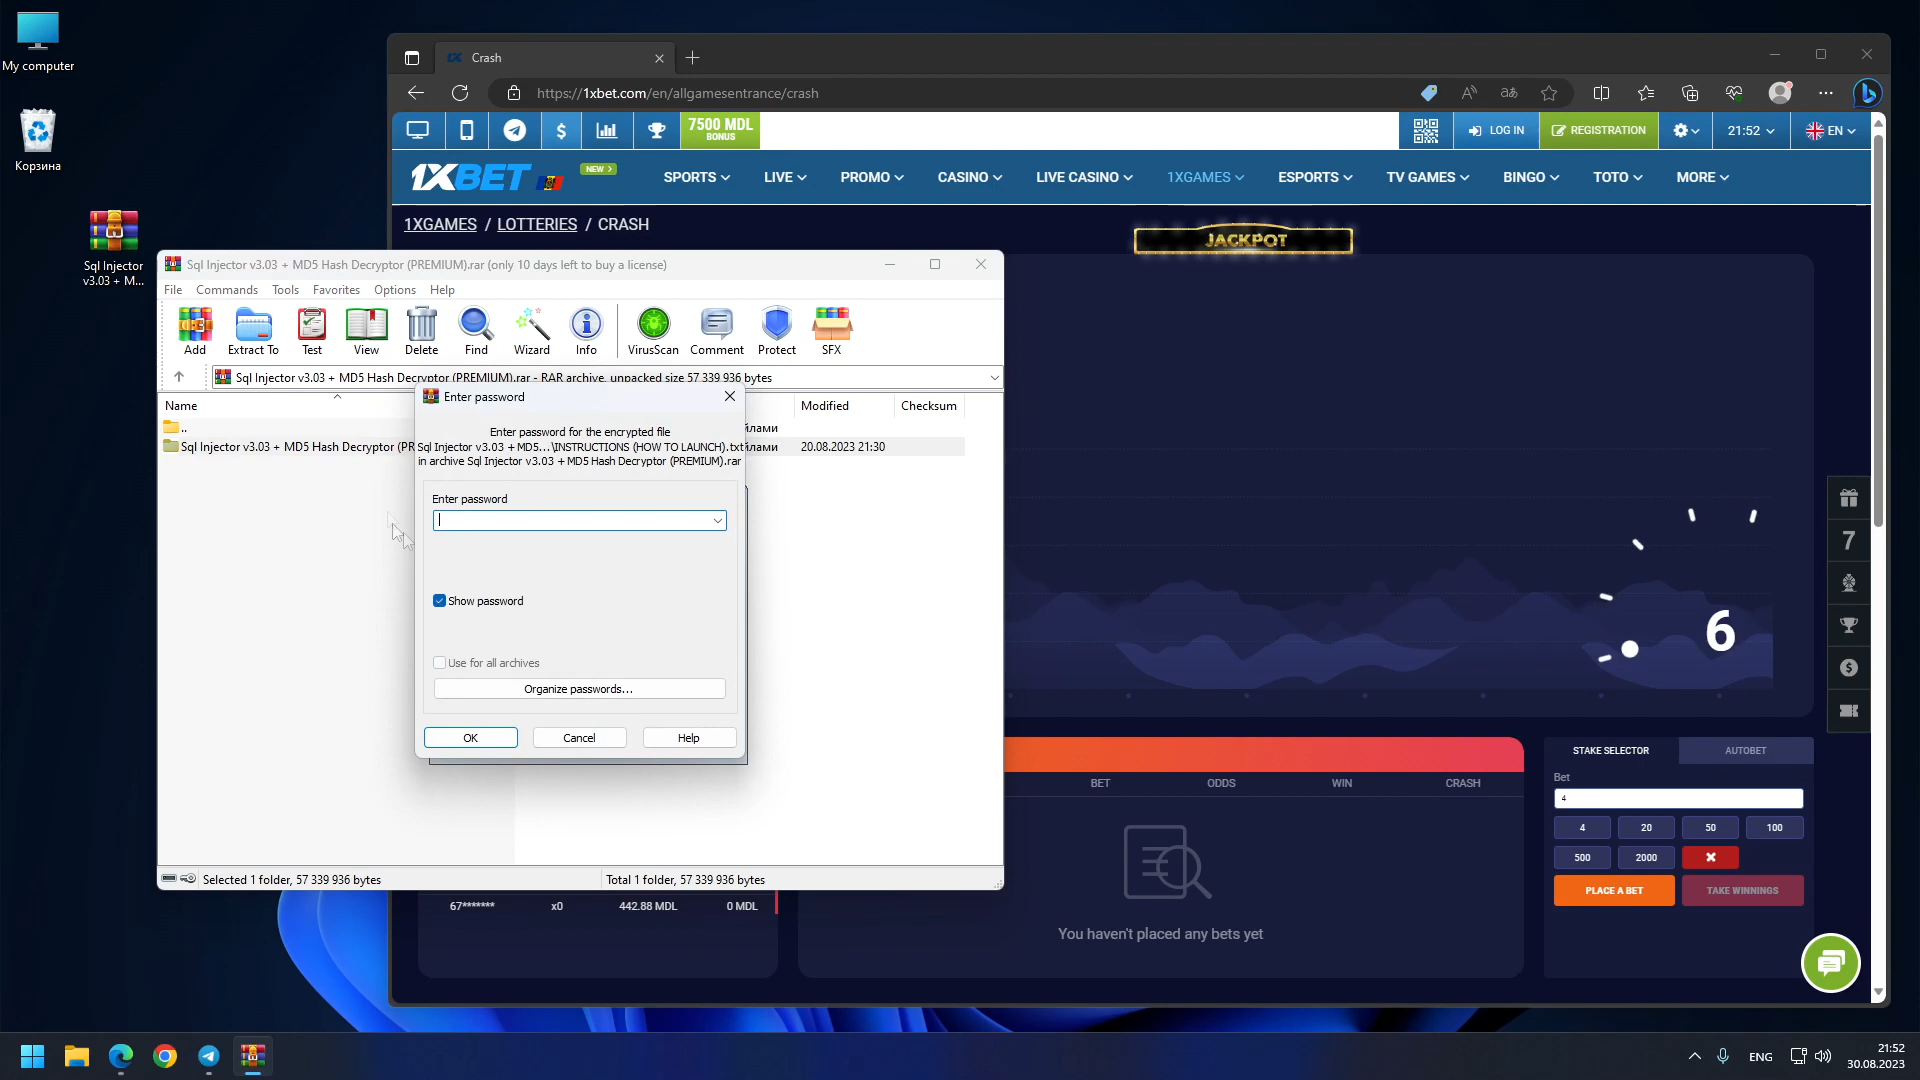 My computer
Корзина
Sql Injector
v3.03 + M...
Crash
https://1xbet.com/en/allgamesentrance/crash
7500 MDL
BONUS
LOG IN
REGISTRATION
21:52
EN
1XBET
NEW >
SPORTS
LIVE
PROMO
CASINO
LIVE CASINO
1XGAMES
ESPORTS
TV GAMES
BINGO
TOTO
MORE
1XGAMES / LOTTERIES / CRASH
JACKPOT
Sql Injector v3.03 + MD5 Hash Decryptor (PREMIUM).rar (only 10 days left to buy a license)
File
Commands
Tools
Favorites
Options
Help
Add
Extract To
Test
View
Delete
Find
Wizard
Info
VirusScan
Comment
Protect
SFX
Sql Injector v3.03 + MD5 Hash Decryptor (PREMIUM).rar - RAR archive, unpacked size 57 339 936 bytes
Name
Modified
Checksum
..
йлами
Sql Injector v3.03 + MD5 Hash Decryptor (PR
йлами
20.08.2023 21:30
Enter password
Enter password for the encrypted file
Sql Injector v3.03 + MD5...\INSTRUCTIONS (HOW TO LAUNCH).txt
in archive Sql Injector v3.03 + MD5 Hash Decryptor (PREMIUM).rar
Enter password
Show password
Use for all archives
Organize passwords...
OK
Cancel
Help
Selected 1 folder, 57 339 936 bytes
Total 1 folder, 57 339 936 bytes
6
7
67*******
x0
442.88 MDL
0 MDL
BET
ODDS
WIN
CRASH
You haven't placed any bets yet
STAKE SELECTOR
AUTOBET
Bet
4
4
20
50
100
500
2000
PLACE A BET
TAKE WINNINGS
ENG
21:52
30.08.2023